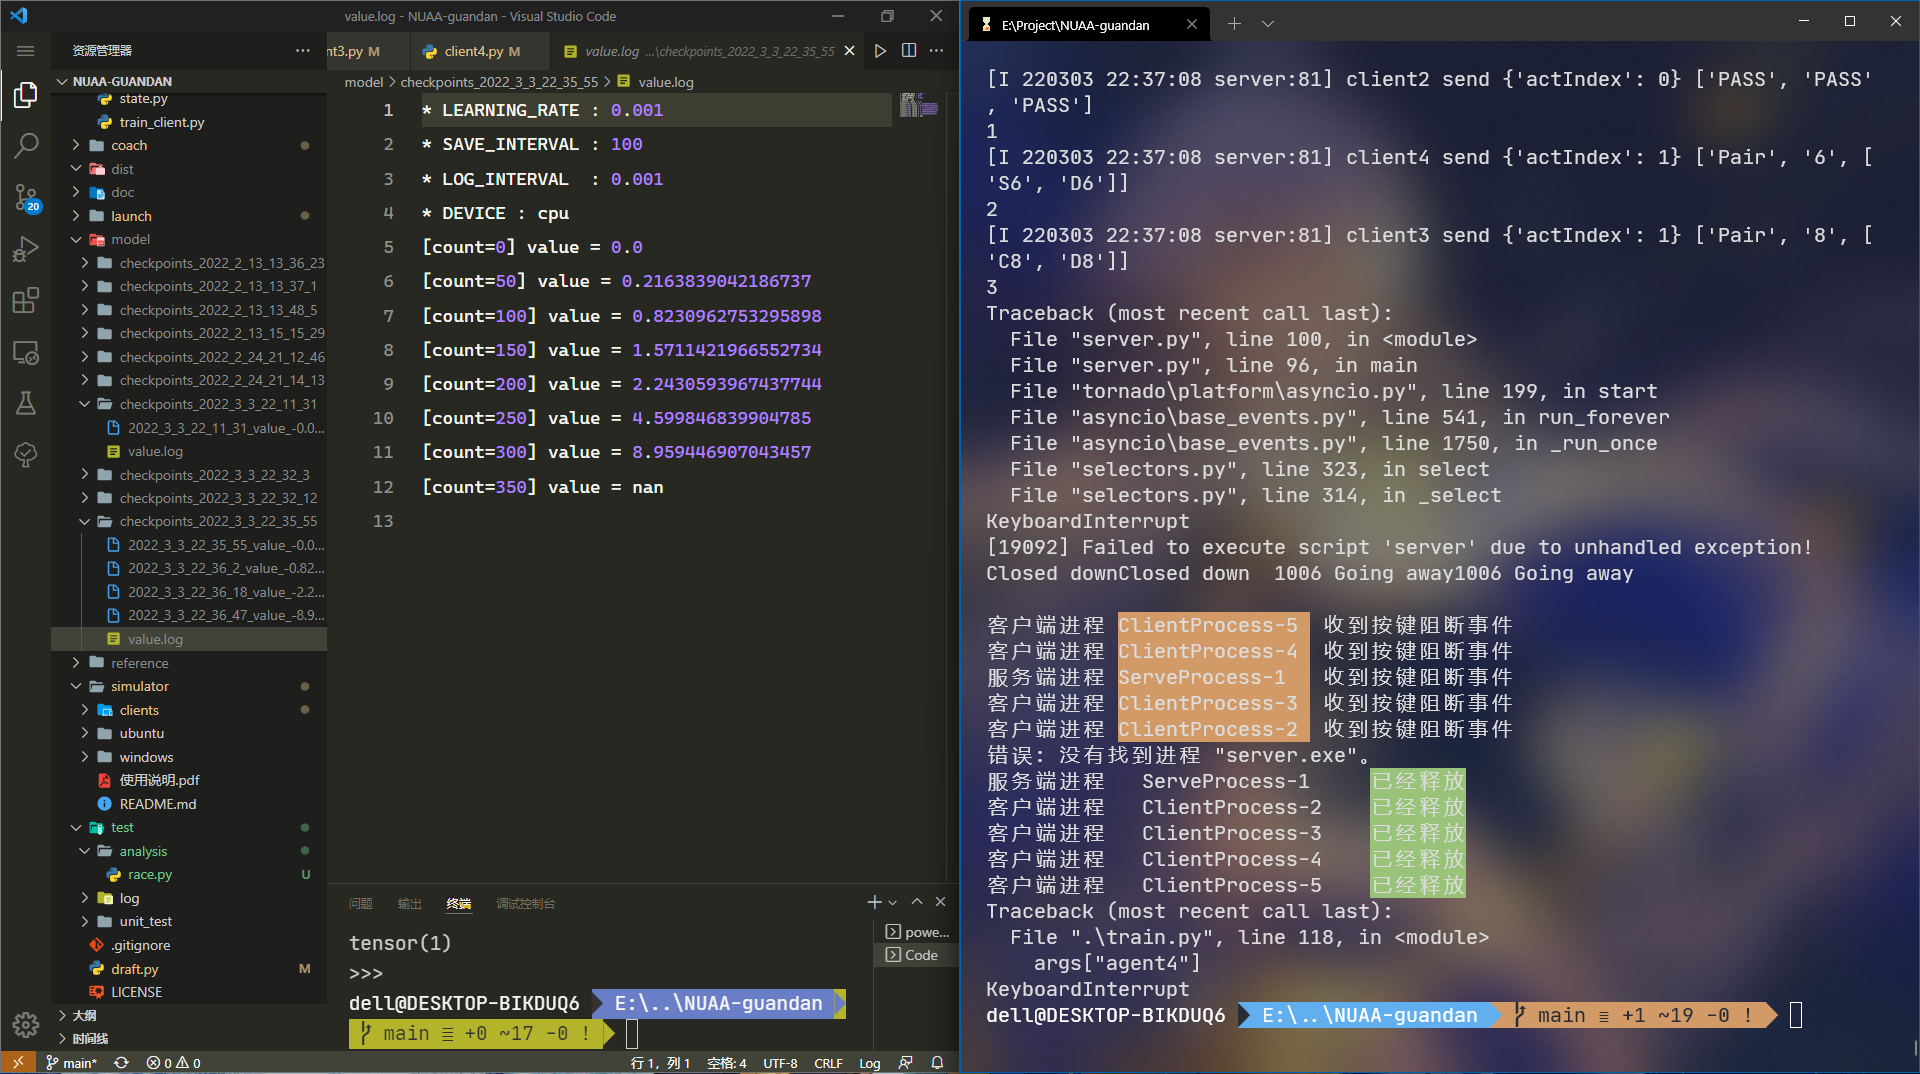 value.log - NUAA-guandan - Visual Studio Code
资源管理器
nt3.py M
client4.py M
value.log ...\checkpoints_2022_3_3_22_35_55
NUAA-GUANDAN
state.py
train_client.py
coach
dist
doc
launch
model
checkpoints_2022_2_13_13_36_23
checkpoints_2022_2_13_13_37_1
checkpoints_2022_2_13_13_48_5
checkpoints_2022_2_13_15_15_29
checkpoints_2022_2_24_21_12_46
checkpoints_2022_2_24_21_14_13
checkpoints_2022_3_3_22_11_31
2022_3_3_22_11_31_value_-0.0...
value.log
checkpoints_2022_3_3_22_32_3
checkpoints_2022_3_3_22_32_12
checkpoints_2022_3_3_22_35_55
2022_3_3_22_35_55_value_-0.0...
2022_3_3_22_36_2_value_-0.82...
2022_3_3_22_36_18_value_-2.2...
2022_3_3_22_36_47_value_-8.9...
value.log
reference
simulator
clients
ubuntu
windows
使用说明.pdf
README.md
test
analysis
race.py U
log
unit_test
.gitignore
draft.py M
LICENSE
大纲
时间线
20
model > checkpoints_2022_3_3_22_35_55 > value.log
1 * LEARNING_RATE : 0.001
2 * SAVE_INTERVAL : 100
3 * LOG_INTERVAL  : 0.001
4 * DEVICE : cpu
5 [count=0] value = 0.0
6 [count=50] value = 0.2163839042186737
7 [count=100] value = 0.8230962753295898
8 [count=150] value = 1.5711421966552734
9 [count=200] value = 2.2430593967437744
10 [count=250] value = 4.599846839904785
11 [count=300] value = 8.959446907043457
12 [count=350] value = nan
13
问题 输出 终端 调试控制台
powe...
Code
tensor(1)
>>>
dell@DESKTOP-BIKDUQ6 E:\..\NUAA-guandan
main ≡ +0 ~17 -0 !
main* 0 0 行 1，列 1 空格: 4 UTF-8 CRLF Log
E:\Project\NUAA-guandan
[I 220303 22:37:08 server:81] client2 send {'actIndex': 0} ['PASS', 'PASS'
, 'PASS']
1
[I 220303 22:37:08 server:81] client4 send {'actIndex': 1} ['Pair', '6', [
'S6', 'D6']]
2
[I 220303 22:37:08 server:81] client3 send {'actIndex': 1} ['Pair', '8', [
'C8', 'D8']]
3
Traceback (most recent call last):
File "server.py", line 100, in <module>
File "server.py", line 96, in main
File "tornado\platform\asyncio.py", line 199, in start
File "asyncio\base_events.py", line 541, in run_forever
File "asyncio\base_events.py", line 1750, in _run_once
File "selectors.py", line 323, in select
File "selectors.py", line 314, in _select
KeyboardInterrupt
[19092] Failed to execute script 'server' due to unhandled exception!
Closed downClosed down  1006 Going away1006 Going away
客户端进程 ClientProcess-5 收到按键阻断事件
客户端进程 ClientProcess-4 收到按键阻断事件
服务端进程 ServeProcess-1 收到按键阻断事件
客户端进程 ClientProcess-3 收到按键阻断事件
客户端进程 ClientProcess-2 收到按键阻断事件
错误: 没有找到进程 "server.exe"。
服务端进程 ServeProcess-1 已经释放
客户端进程 ClientProcess-2 已经释放
客户端进程 ClientProcess-3 已经释放
客户端进程 ClientProcess-4 已经释放
客户端进程 ClientProcess-5 已经释放
Traceback (most recent call last):
File ".\train.py", line 118, in <module>
args["agent4"]
KeyboardInterrupt
dell@DESKTOP-BIKDUQ6 E:\..\NUAA-guandan main ≡ +1 ~19 -0 !